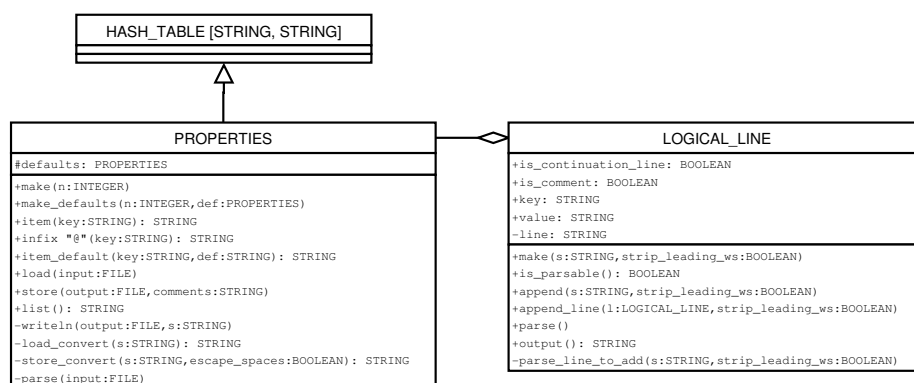 HASH_TABLE [STRING, STRING]
PROPERTIES
#defaults: PROPERTIES
+make(n:INTEGER)
+make_defaults(n:INTEGER,def:PROPERTIES)
+item(key:STRING): STRING
+infix "@"(key:STRING): STRING
+item_default(key:STRING,def:STRING): STRING
+load(input:FILE)
+store(output:FILE,comments:STRING)
+list(): STRING
-writeln(output:FILE,s:STRING)
-load_convert(s:STRING): STRING
-store_convert(s:STRING,escape_spaces:BOOLEAN): STRING
-parse(input:FILE)
LOGICAL_LINE
+is_continuation_line: BOOLEAN
+is_comment: BOOLEAN
+key: STRING
+value: STRING
-line: STRING
+make(s:STRING,strip_leading_ws:BOOLEAN)
+is_parsable(): BOOLEAN
+append(s:STRING,strip_leading_ws:BOOLEAN)
+append_line(l:LOGICAL_LINE,strip_leading_ws:BOOLEAN)
+parse()
+output(): STRING
-parse_line_to_add(s:STRING,strip_leading_ws:BOOLEAN)